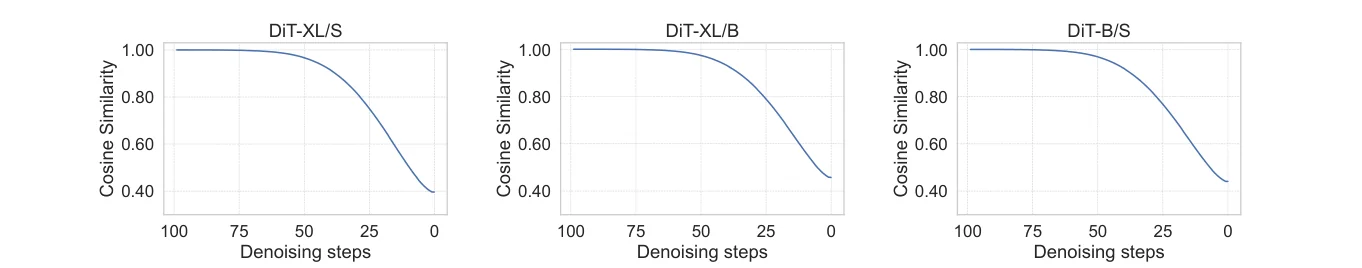 DiT-XL/S
1.00
0.80
0.60
0.40
Cosine Similarity
100 75 50 25 0
Denoising steps
DiT-XL/B
1.00
0.80
0.60
0.40
Cosine Similarity
100 75 50 25 0
Denoising steps
DiT-B/S
1.00
0.80
0.60
0.40
Cosine Similarity
100 75 50 25 0
Denoising steps